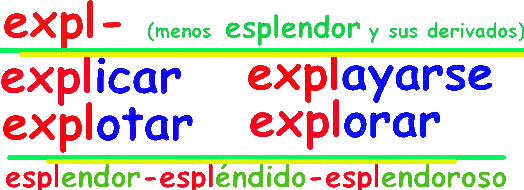 expl- (menos esplendor y sus derivados)
explicar explayarse
explotar explorar
esplendor-espléndido-esplendoroso